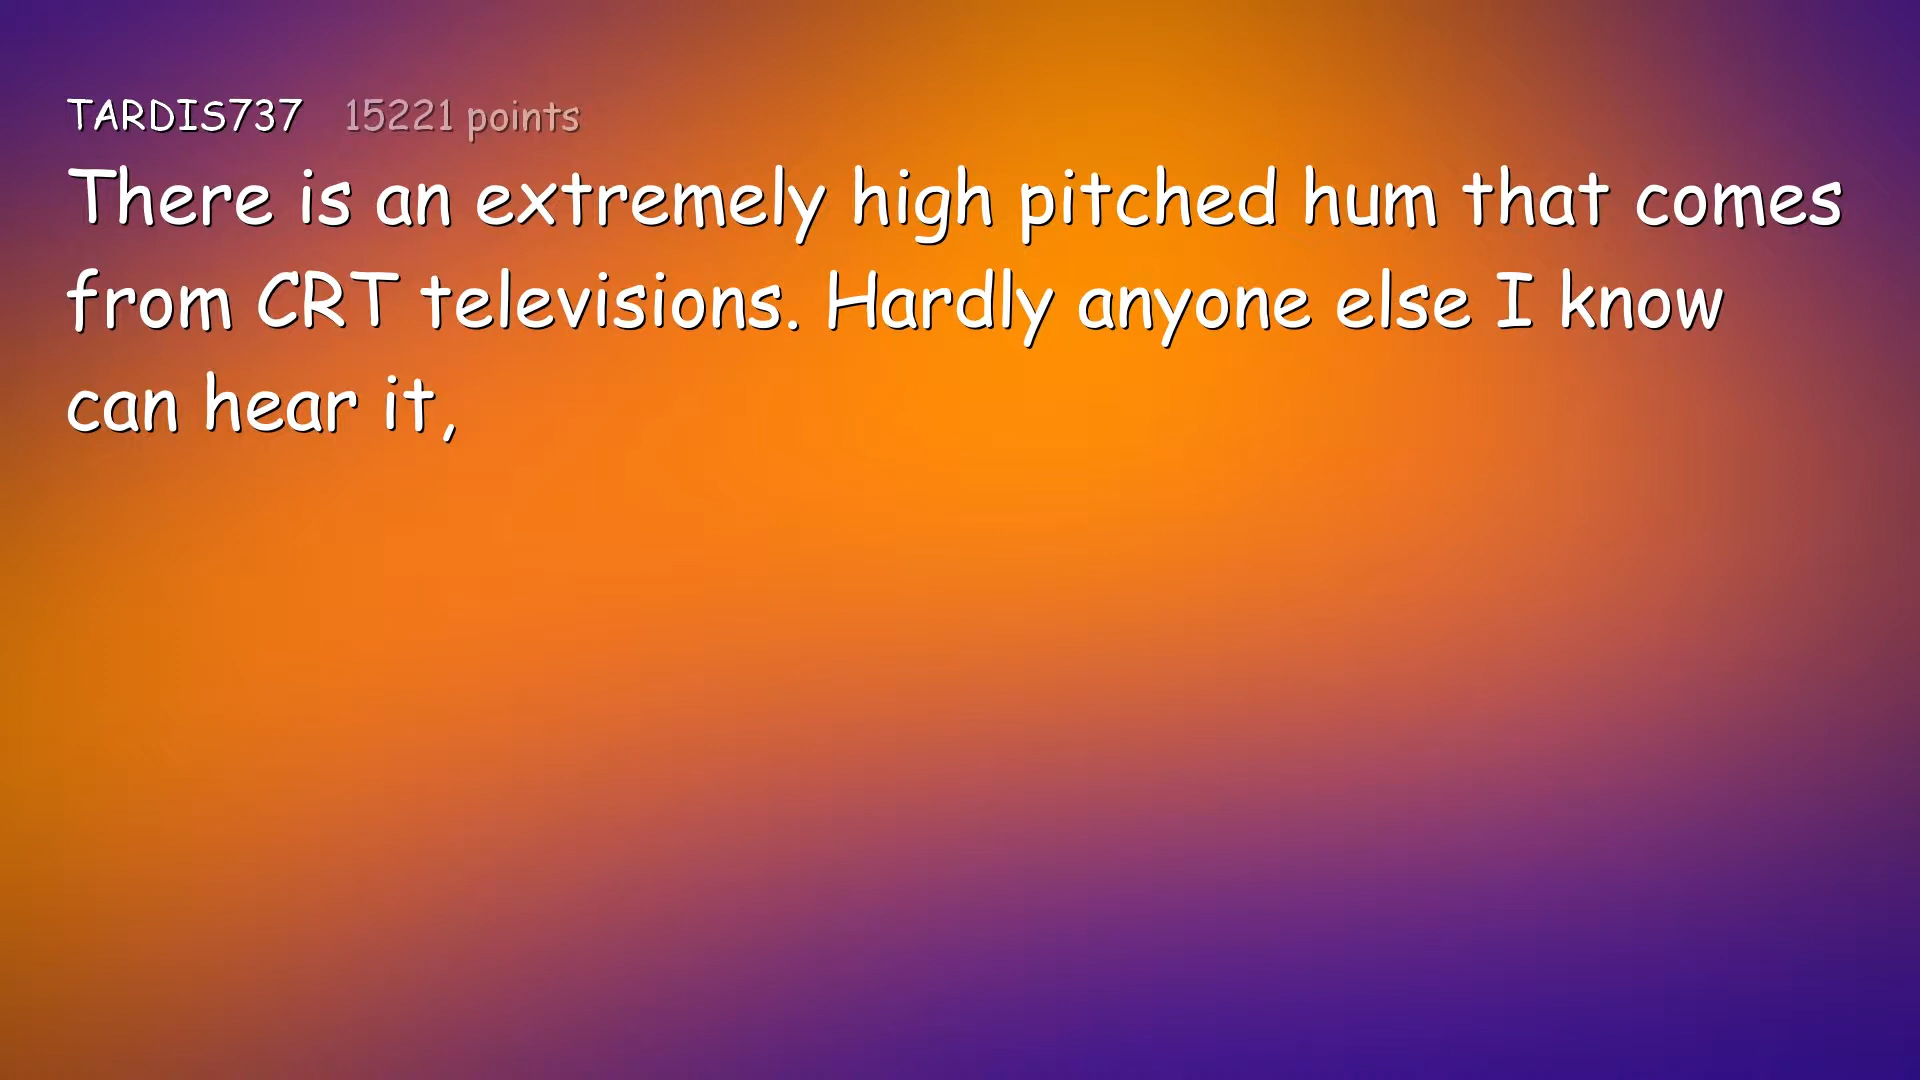 TARDIS737 15221 points
There is an extremely high pitched hum that comes
from CRT televisions. Hardly anyone else I know
can hear it,